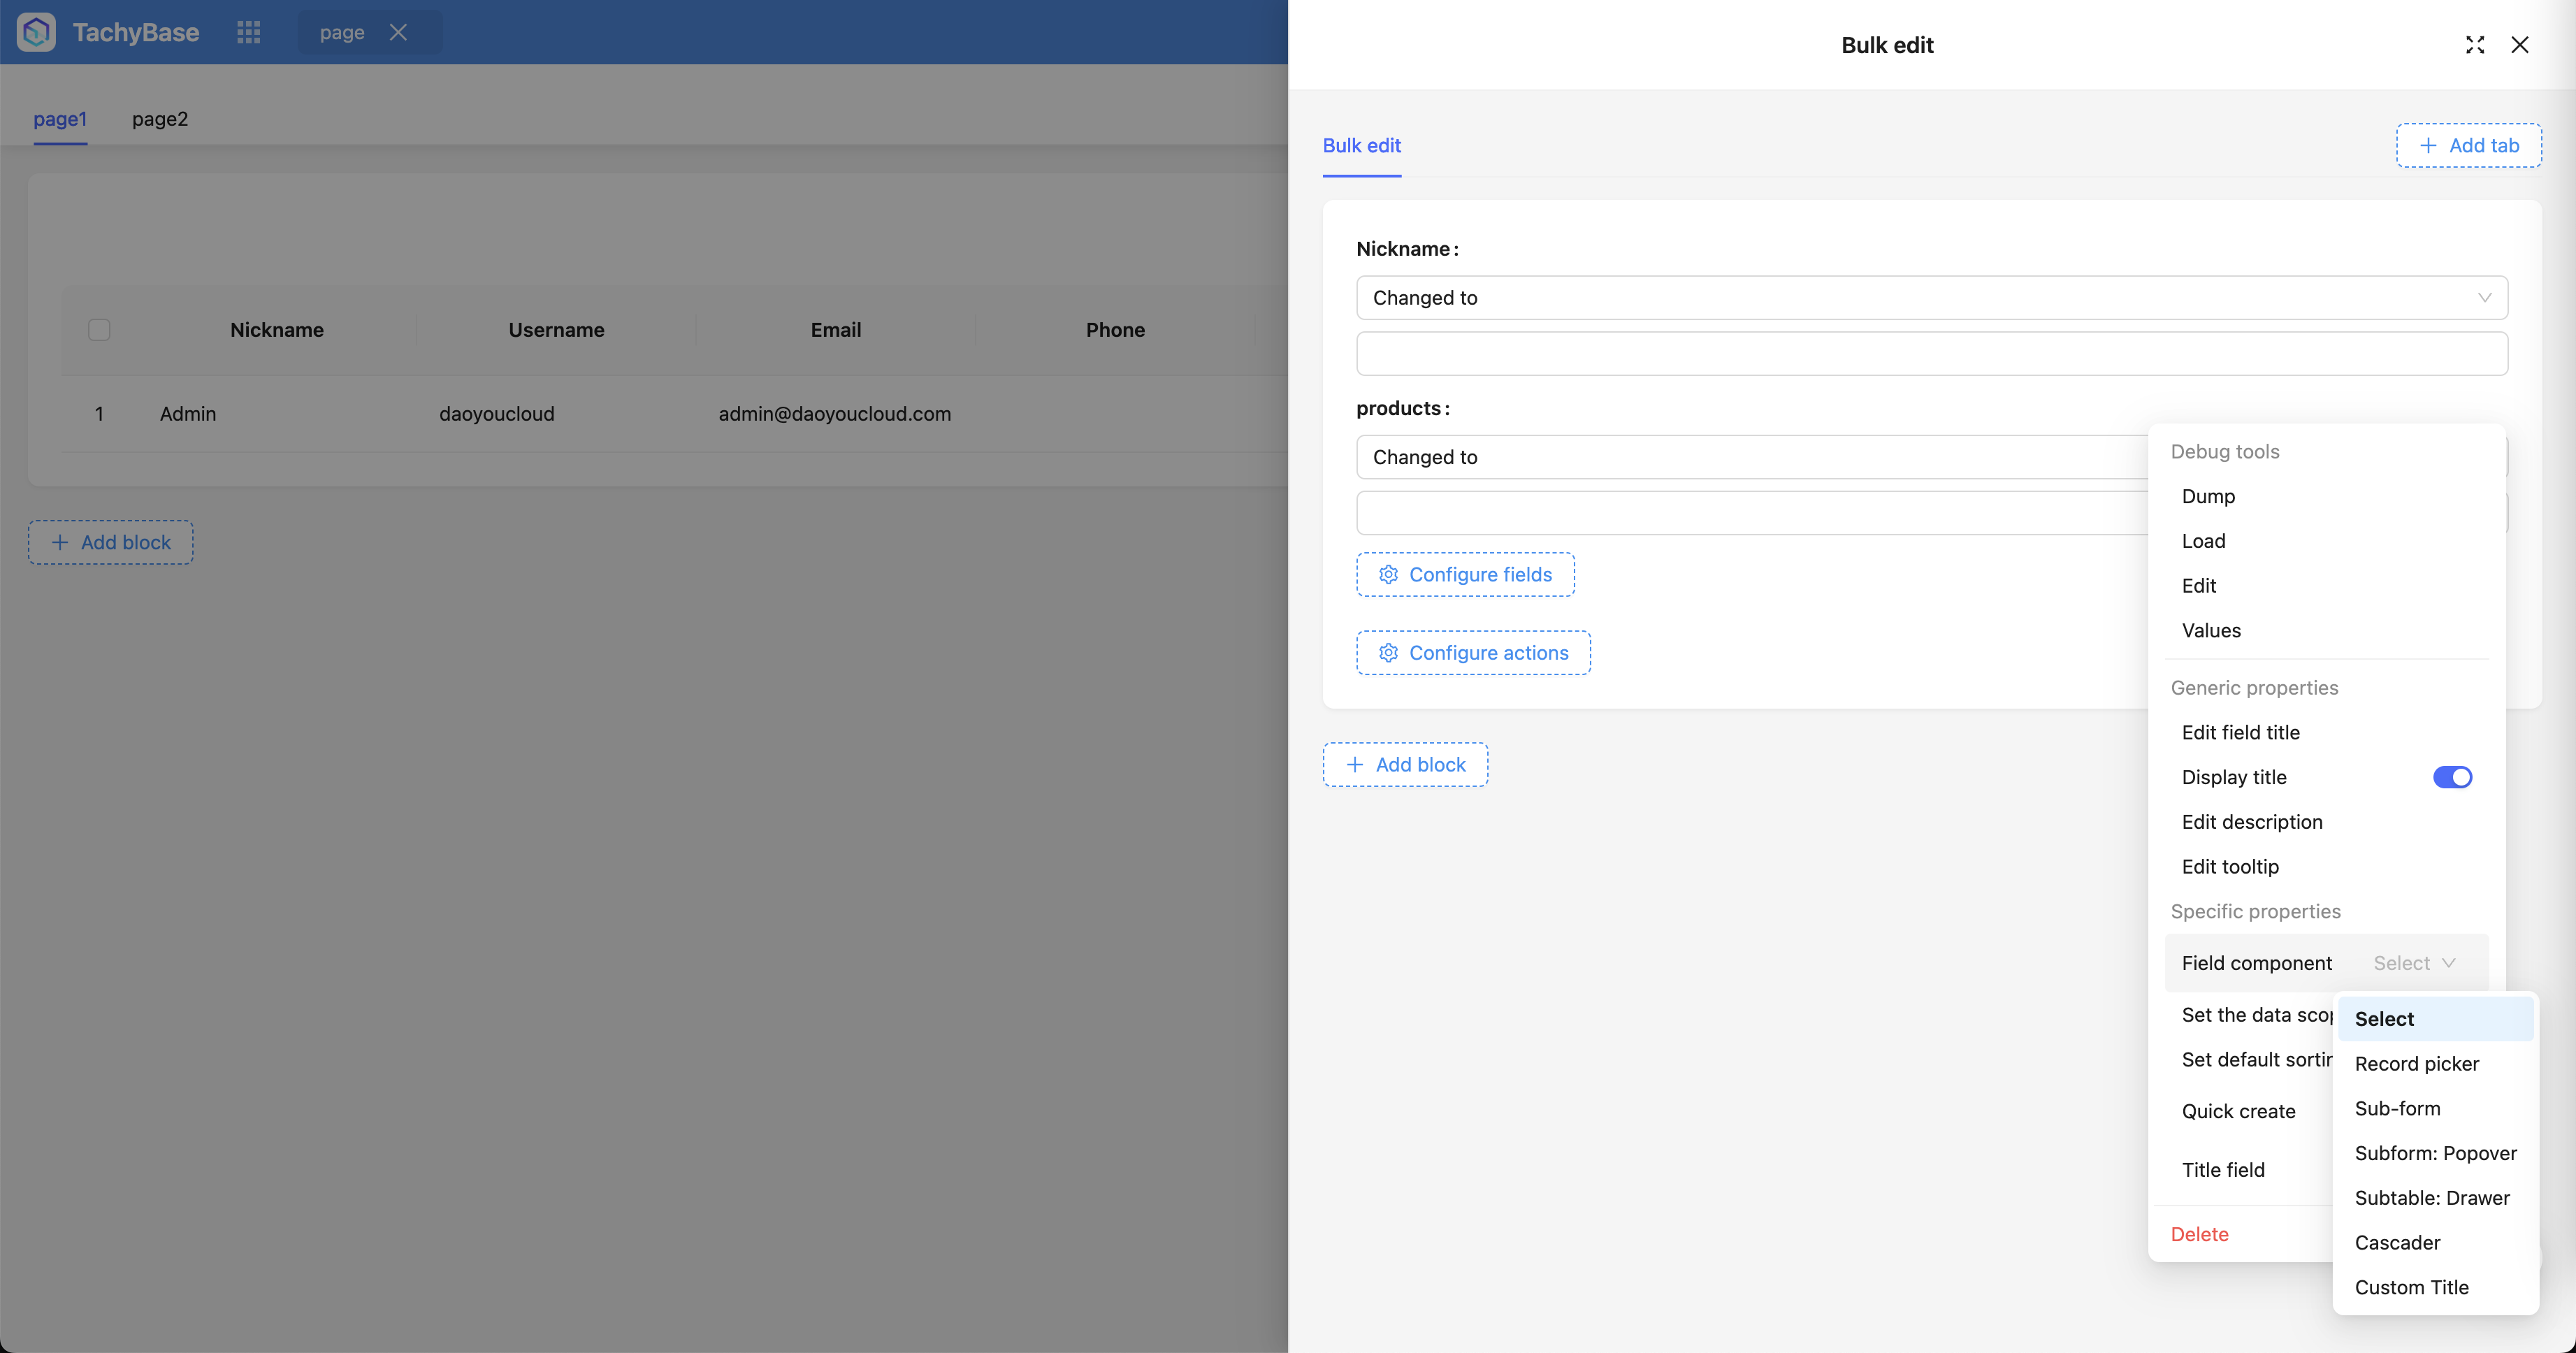 TachyBase
page
page1
page2
Nickname
Username
Email
Phone
1
Admin
daoyoucloud
admin@daoyoucloud.com
+ Add block
Bulk edit
Bulk edit
+ Add tab
Nickname:
Changed to
products:
Changed to
Configure fields
Configure actions
+ Add block
Debug tools
Dump
Load
Edit
Values
Generic properties
Edit field title
Display title
Edit description
Edit tooltip
Specific properties
Field component
Select
Set the data scop
Set default sortin
Quick create
Title field
Delete
Select
Record picker
Sub-form
Subform: Popover
Subtable: Drawer
Cascader
Custom Title